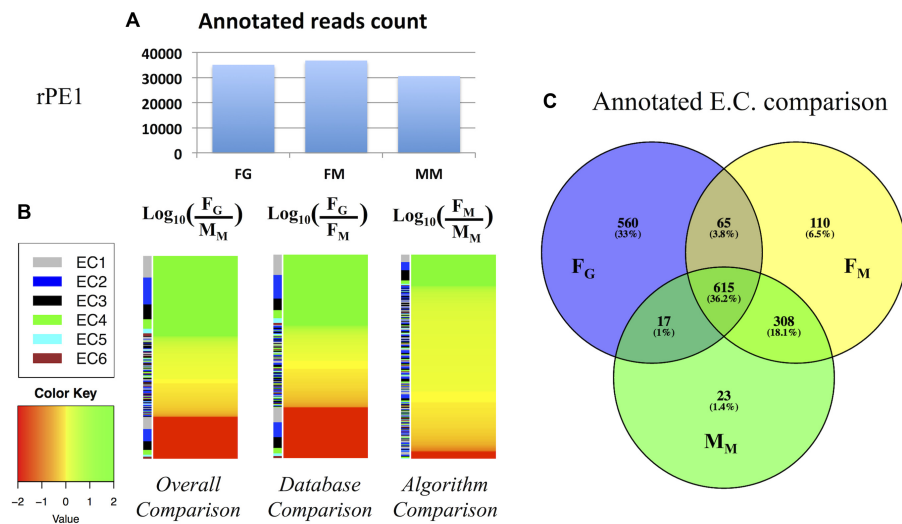 A
Annotated reads count
rPE1
40000
30000
20000
10000
0
FG
FM
MM
B
Log10(FG/MM)
Log10(FG/FM)
Log10(FM/MM)
EC1
EC2
EC3
EC4
EC5
EC6
Color Key
−2 −1 0 1 2
Value
Overall
Comparison
Database
Comparison
Algorithm
Comparison
C
Annotated E.C. comparison
560
(33%)
65
(3.8%)
110
(6.5%)
FG
FM
615
(36.2%)
17
(1%)
308
(18.1%)
23
(1.4%)
MM